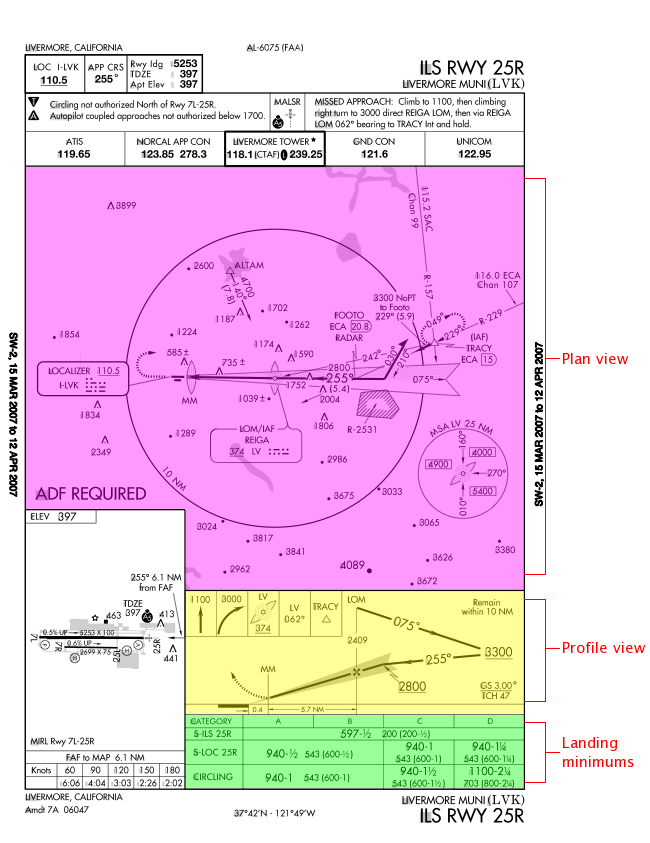 LIVERMORE, CALIFORNIA
AL-6075 (FAA)
LOC I-LVK
110.5
APP CRS
255°
Rwy ldg 5253
TDZE 397
Apt Elev 397
ILS RWY 25R
LIVERMORE MUNI (LVK)
T
A
Circling not authorized North of Rwy 7L-25R.
Autopilot coupled approaches not authorized below 1700.
MALSR
A5
MISSED APPROACH: Climb to 1100, then climbing
right turn to 3000 direct REIGA LOM, then via REIGA
LOM 062° bearing to TRACY Int and hold.
ATIS
119.65
NORCAL APP CON
123.85 278.3
LIVERMORE TOWER★
118.1 (CTAF) L 239.25
GND CON
121.6
UNICOM
122.95
3899
115.2 SAC
Chan 99
R-157
116.0 ECA
Chan 107
R-229
2600
ALTAM
4700
140°
(7.8)
3300 NoPT
to Footo
229° (5.9)
049°
229°
(IAF)
TRACY
ECA 15
1702
1187
1262
FOOTO
ECA 20.8
RADAR
1854
1224
1174
585±
735±
1590
242°
030
210°
LOCALIZER 110.5
I-LVK
MM
2800
255°
(5.4)
1752
2004
075°
1039±
1834
1806
R-2531
2349
1289
LOM/IAF
REIGA
374 LV
MSA LV 25 NM
160°
4000
4900
270°
5400
010°
2986
10 NM
ADF REQUIRED
3675
3033
3024
3065
3817
3841
3380
3626
2962
4089
3672
SW-2, 15 MAR 2007 to 12 APR 2007
SW-2, 15 MAR 2007 to 12 APR 2007
Plan view
ELEV 397
255° 6.1 NM
from FAF
TDZE
397
463
A5
413
0.5% UP
5253 X 100
0.6% UP
2699 X 75
7L
7R
25L
25R
441
MIRL Rwy 7L-25R
FAF to MAP 6.1 NM
Knots 60 90 120 150 180
6:06 4:04 3:03 2:26 2:02
1100
3000
LV
374
LV
062°
TRACY
LOM
Remain
within 10 NM
075°
2409
3300
255°
MM
2800
GS 3.00°
TCH 47
0.4
5.7 NM
Profile view
CATEGORY A B C D
S-ILS 25R 597-½ 200 (200-½)
S-LOC 25R 940-½ 543 (600-½) 940-1 543 (600-1) 940-1¼ 543 (600-1¼)
CIRCLING 940-1 543 (600-1) 940-1½ 543 (600-1½) 1100-2¼ 703 (800-2¼)
Landing
minimums
LIVERMORE, CALIFORNIA
Amdt 7A 06047
37°42'N - 121°49'W
LIVERMORE MUNI (LVK)
ILS RWY 25R